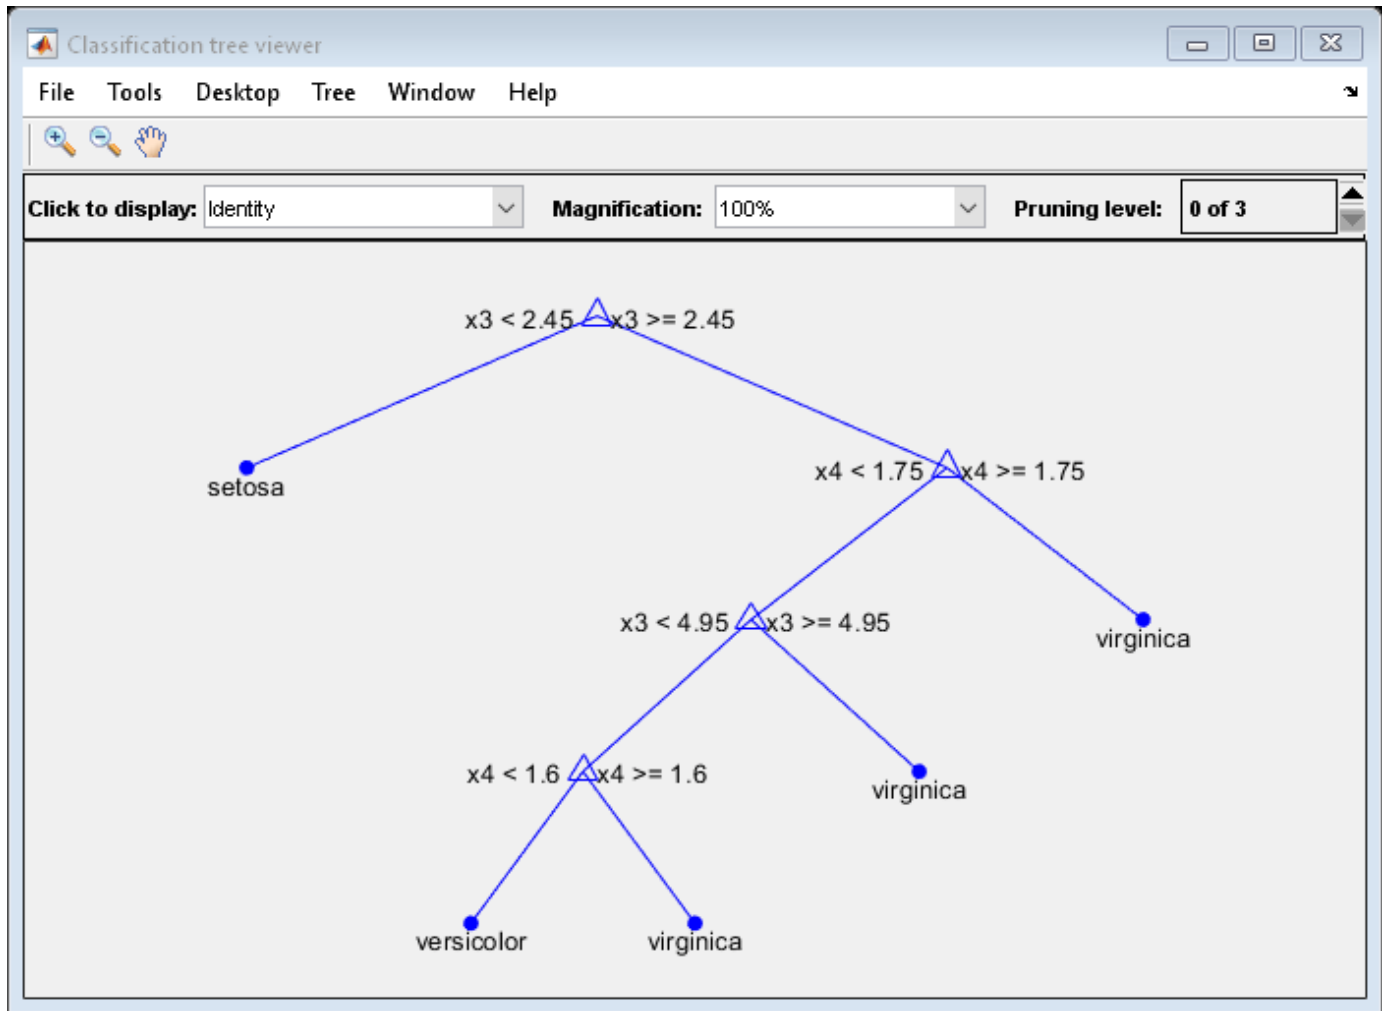 Classification tree viewer
File Tools Desktop Tree Window Help
Click to display: Identity Magnification: 100% Pruning level: 0 of 3
x3 < 2.45 x3 >= 2.45
setosa
x4 < 1.75 x4 >= 1.75
x3 < 4.95 x3 >= 4.95
virginica
x4 < 1.6 x4 >= 1.6
virginica
versicolor virginica